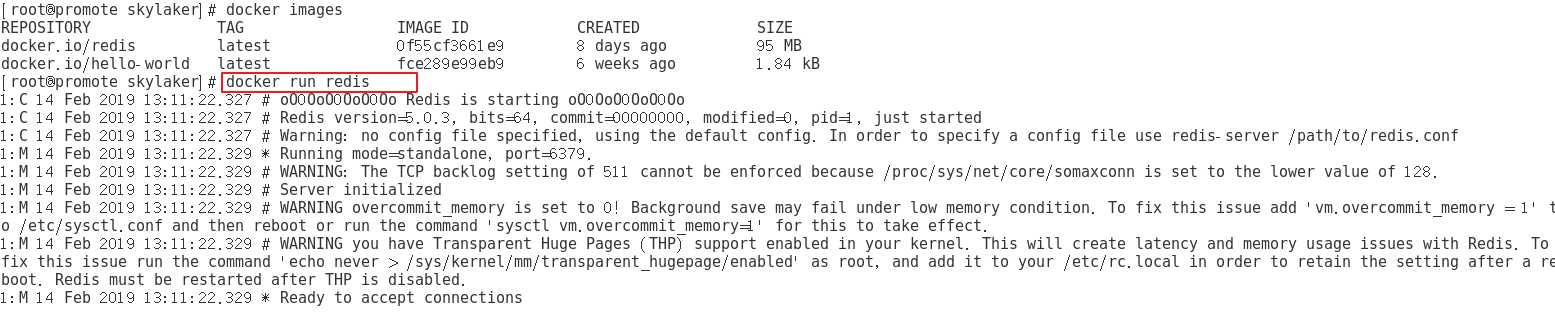 [root@promote skylaker]# docker images
REPOSITORY TAG IMAGE ID CREATED SIZE
docker.io/redis latest 0f55cf3661e9 8 days ago 95 MB
docker.io/hello-world latest fce289e99eb9 6 weeks ago 1.84 kB
[root@promote skylaker]# docker run redis
1:C 14 Feb 2019 13:11:22.327 # oO0OoO0OoO0Oo Redis is starting oO0OoO0OoO0Oo
1:C 14 Feb 2019 13:11:22.327 # Redis version=5.0.3, bits=64, commit=00000000, modified=0, pid=1, just started
1:C 14 Feb 2019 13:11:22.327 # Warning: no config file specified, using the default config. In order to specify a config file use redis-server /path/to/redis.conf
1:M 14 Feb 2019 13:11:22.329 * Running mode=standalone, port=6379.
1:M 14 Feb 2019 13:11:22.329 # WARNING: The TCP backlog setting of 511 cannot be enforced because /proc/sys/net/core/somaxconn is set to the lower value of 128.
1:M 14 Feb 2019 13:11:22.329 # Server initialized
1:M 14 Feb 2019 13:11:22.329 # WARNING overcommit_memory is set to 0! Background save may fail under low memory condition. To fix this issue add 'vm.overcommit_memory = 1' t
o /etc/sysctl.conf and then reboot or run the command 'sysctl vm.overcommit_memory=1' for this to take effect.
1:M 14 Feb 2019 13:11:22.329 # WARNING you have Transparent Huge Pages (THP) support enabled in your kernel. This will create latency and memory usage issues with Redis. To
fix this issue run the command 'echo never > /sys/kernel/mm/transparent_hugepage/enabled' as root, and add it to your /etc/rc.local in order to retain the setting after a re
boot. Redis must be restarted after THP is disabled.
1:M 14 Feb 2019 13:11:22.329 * Ready to accept connections